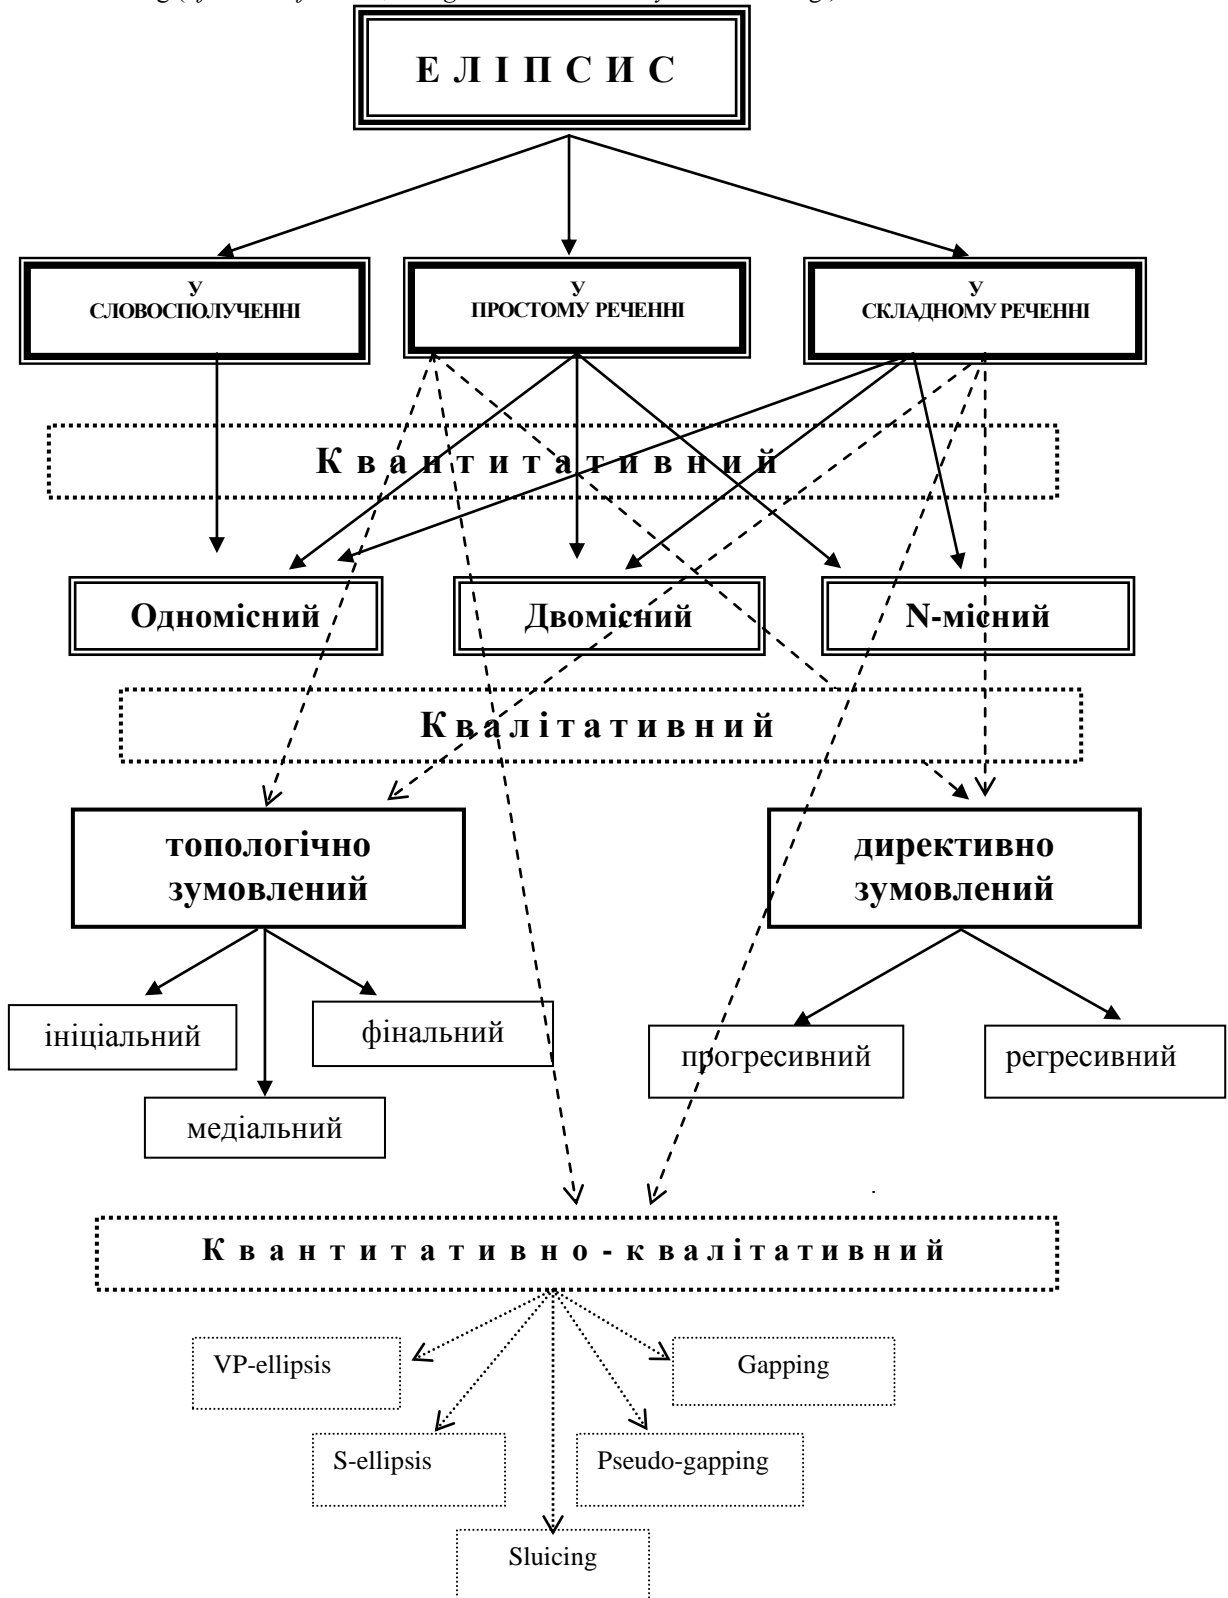 Е Л І П С И С
У
СЛОВОСПОЛУЧЕННІ
У
ПРОСТОМУ РЕЧЕННІ
У
СКЛАДНОМУ РЕЧЕННІ
К в а н т и т а т и в н и й
Одномісний
Двомісний
N-місний
К в а л і т а т и в н и й
топологічно
зумовлений
директивно
зумовлений
ініціальний
фінальний
прогресивний
регресивний
медіальний
К в а н т и т а т и в н о - к в а л і т а т и в н и й
VP-ellipsis
Gapping
S-ellipsis
Pseudo-gapping
Sluicing